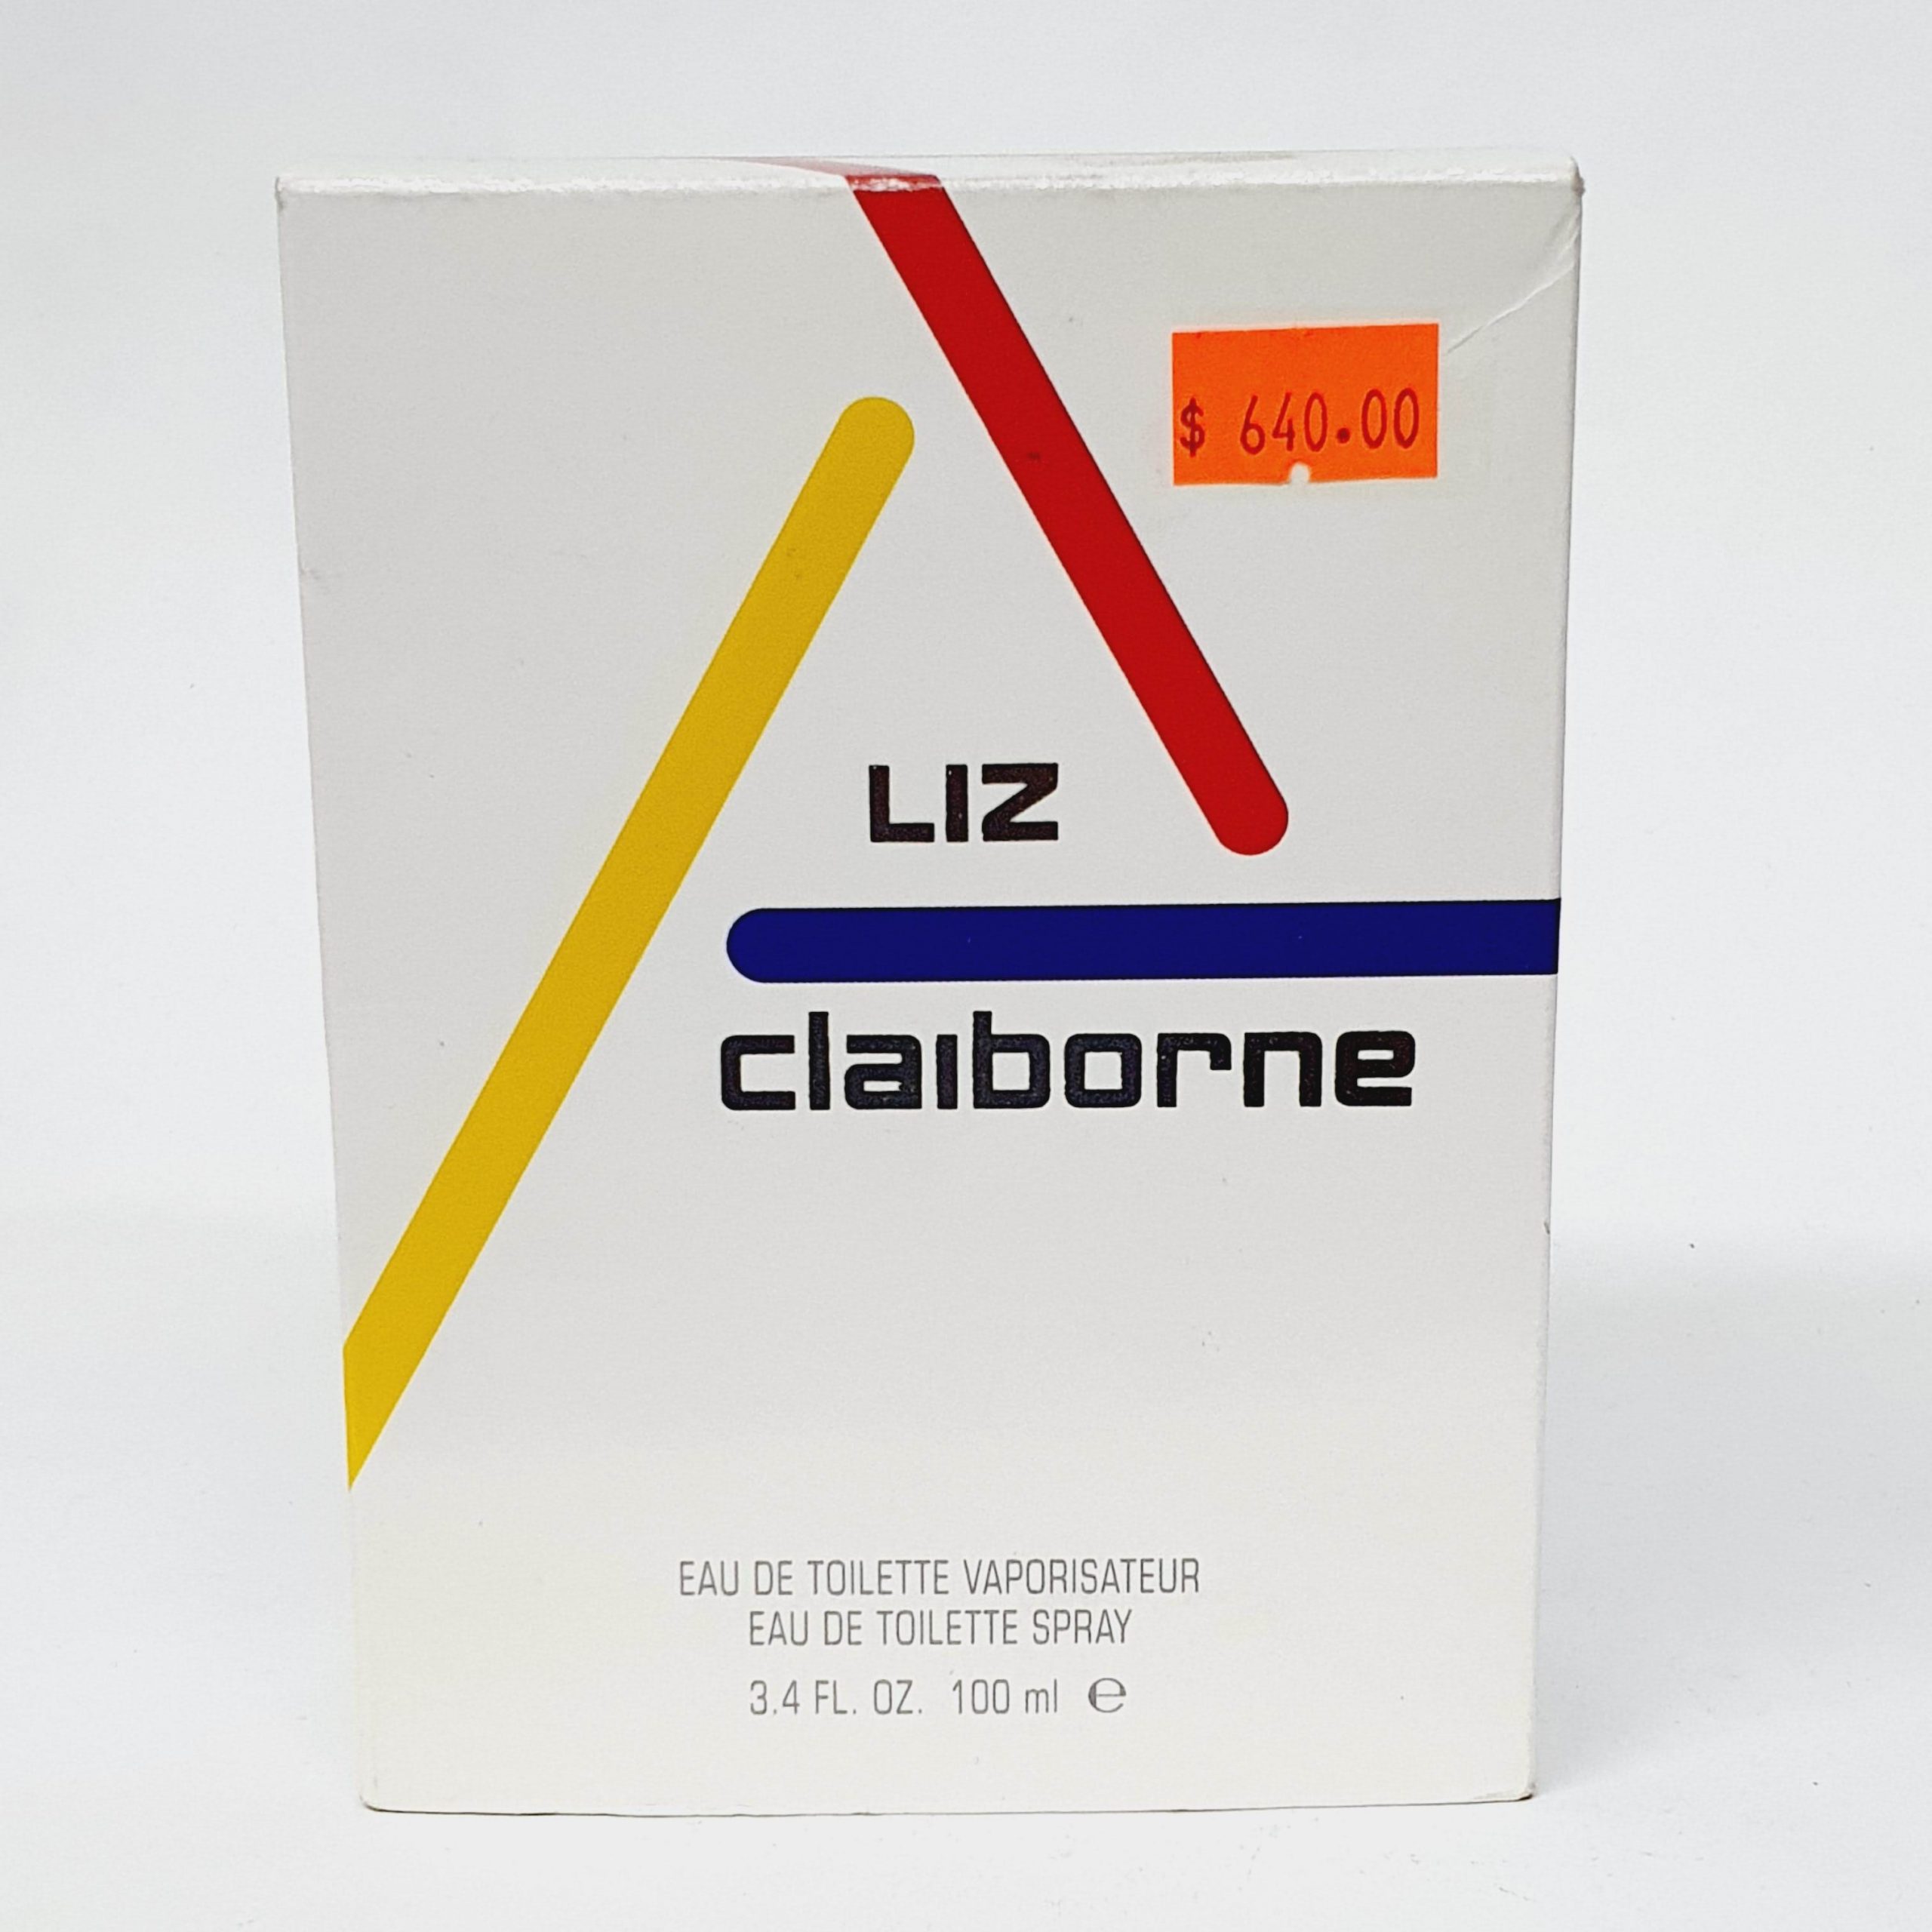 $ 640.00
LIZ
claiborne
EAU DE TOILETTE VAPORISATEUR
EAU DE TOILETTE SPRAY
3.4 FL. OZ. 100 ml ℮